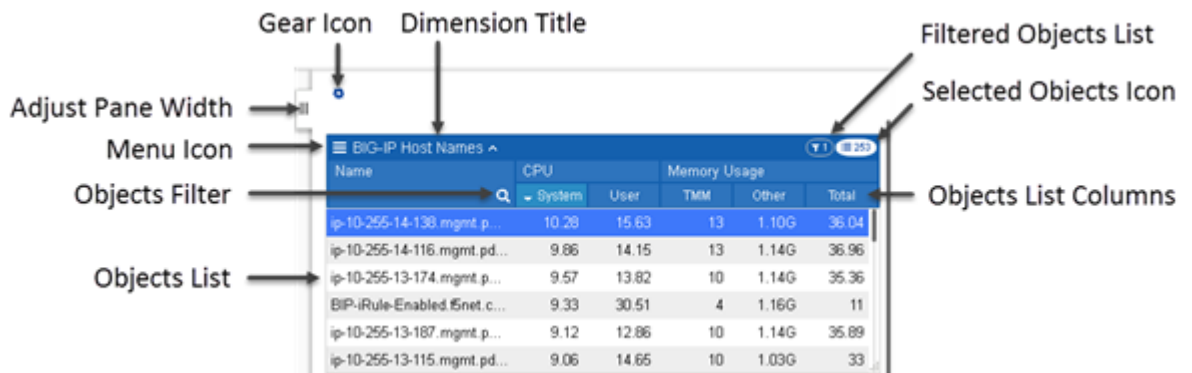 Gear Icon Dimension Title
Filtered Objects List
Selected Objects Icon
Adjust Pane Width
Menu Icon
BIG-IP Host Names 1 253
Name CPU Memory Usage
Objects Filter
System User TMM Other Total
Objects List Columns
ip-10-255-14-138.mgmt.p... 10.28 15.63 13 1.10G 36.04
ip-10-255-14-116.mgmt.pd... 9.86 14.15 13 1.14G 36.96
Objects List
ip-10-255-13-174.mgmt.p... 9.57 13.82 10 1.14G 35.36
BIP-iRule-Enabled.f5net.c... 9.33 30.51 4 1.16G 11
ip-10-255-13-187.mgmt.p... 9.12 12.86 10 1.14G 35.89
ip-10-255-13-115.mgmt.pd... 9.06 14.65 10 1.03G 33